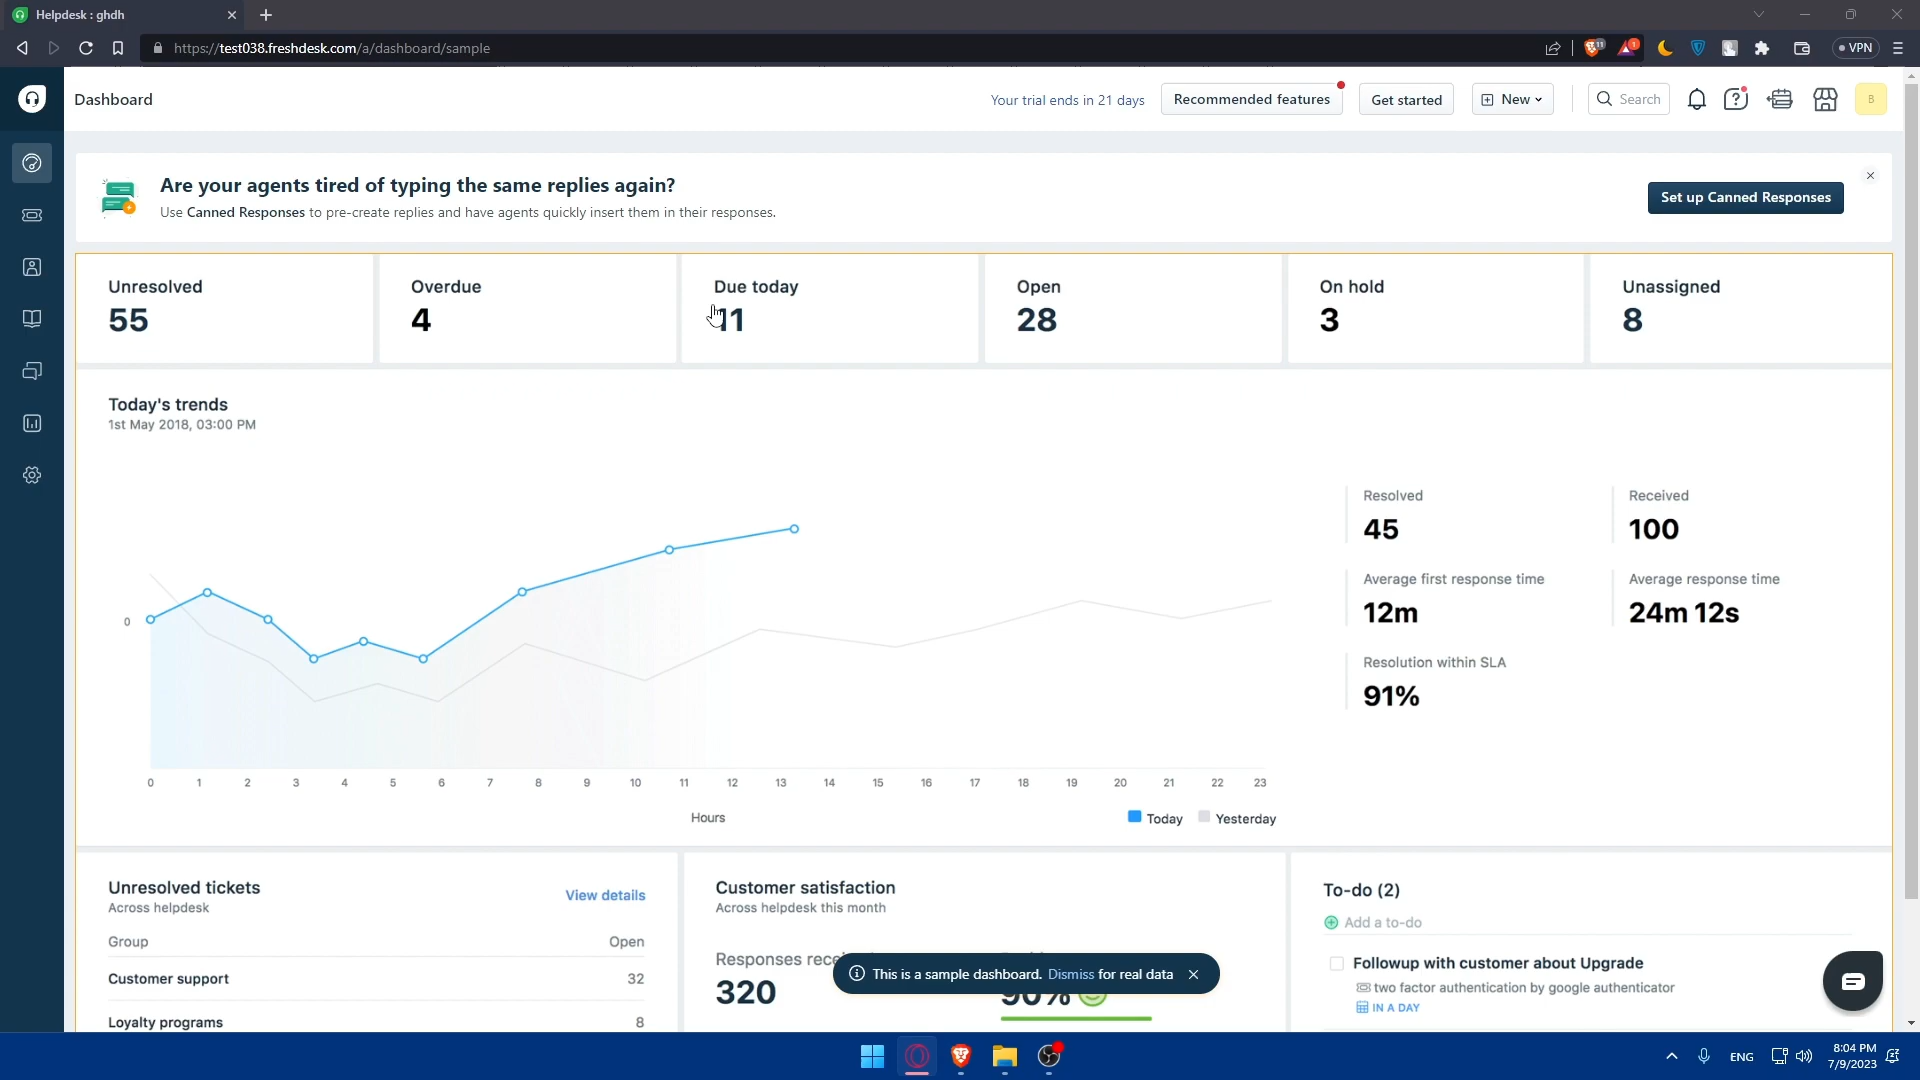 Helpdesk : ghdh
https://test038.freshdesk.com/a/dashboard/sample
11
1
VPN
Dashboard
Your trial ends in 21 days
Recommended features
Get started
New
Search
B
Are your agents tired of typing the same replies again?
Use Canned Responses to pre-create replies and have agents quickly insert them in their responses.
Set up Canned Responses
Unresolved
55
Overdue
4
Due today
11
Open
28
On hold
3
Unassigned
8
Today's trends
1st May 2018, 03:00 PM
0
0 1 2 3 4 5 6 7 8 9 10 11 12 13 14 15 16 17 18 19 20 21 22 23
Hours
Today
Yesterday
Resolved
45
Received
100
Average first response time
12m
Average response time
24m 12s
Resolution within SLA
91%
Unresolved tickets
Across helpdesk
View details
Group Open
Customer support 32
Loyalty programs 8
Customer satisfaction
Across helpdesk this month
Responses
320
90%
This is a sample dashboard. Dismiss for real data
To-do (2)
Add a to-do
Followup with customer about Upgrade
two factor authentication by google authenticator
IN A DAY
ENG
8:04 PM
7/9/2023